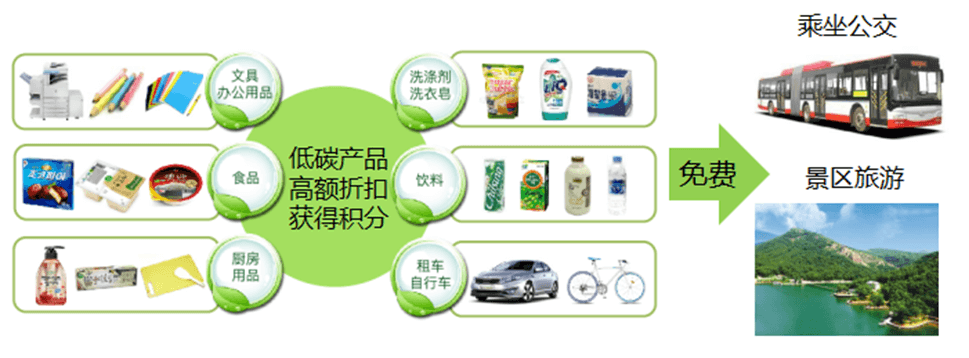 文具
办公用品
食品
厨房
用品
低碳产品
高额折扣
获得积分
洗涤剂
洗衣皂
饮料
租车
自行车
免费
乘坐公交
景区旅游